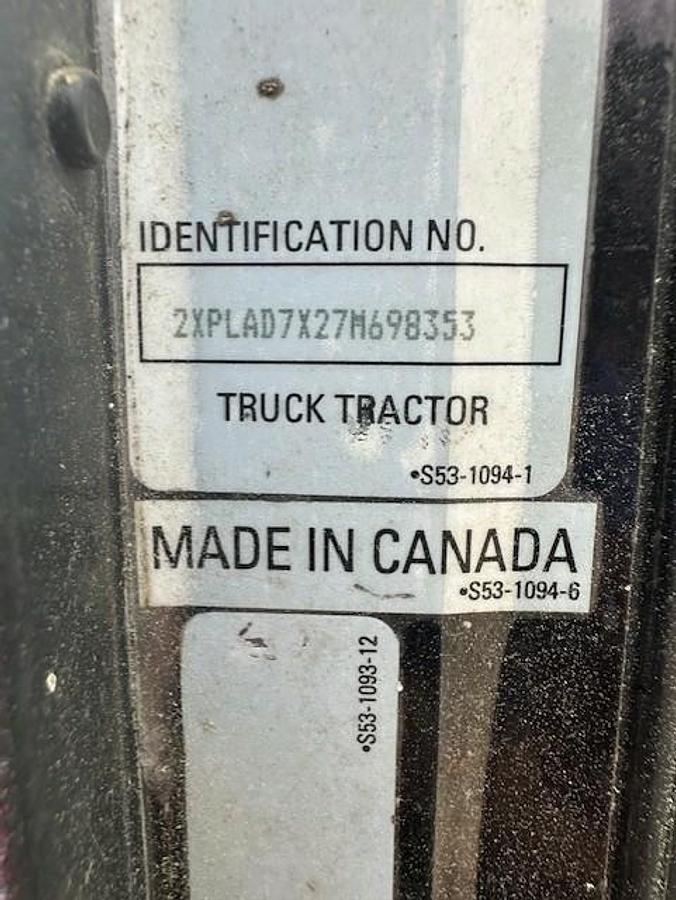 IDENTIFICATION NO.
2XPLAD7X27M698353
TRUCK TRACTOR
•S53-1094-1
MADE IN CANADA
•S53-1094-6
•S53-1093-12